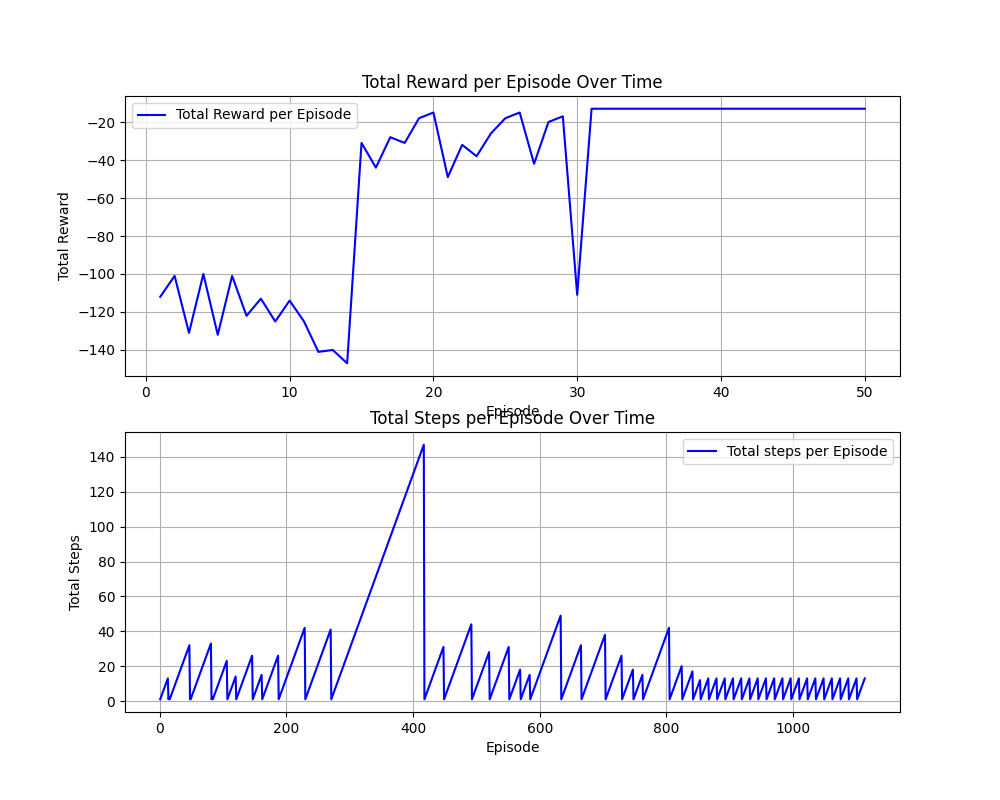 Total Reward per Episode Over Time
Total Reward per Episode
Total Reward
−20
−40
−60
−80
−100
−120
−140
0 10 20 30 40 50
Episode
Total Steps per Episode Over Time
Total steps per Episode
Total Steps
140
120
100
80
60
40
20
0
0 200 400 600 800 1000
Episode